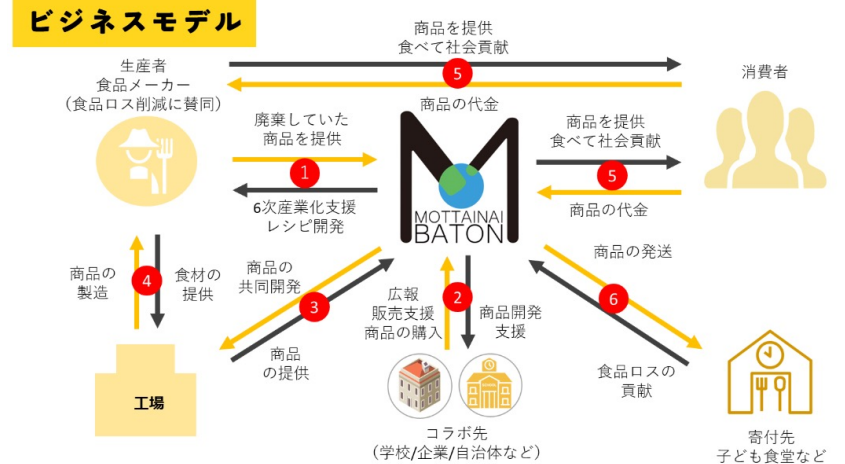 ビジネスモデル
商品を提供
食べて社会貢献
5
商品の代金
生産者
食品メーカー
(食品ロス削減に賛同)
消費者
廃棄していた
商品を提供
1
6次産業化支援
レシピ開発
MOTTAINAI
BATON
商品を提供
食べて社会貢献
5
商品の代金
商品の
製造
4
食材の
提供
商品の
共同開発
3
商品
の提供
広報
販売支援
商品の購入
2
商品開発
支援
商品の発送
6
食品ロスの
貢献
工場
コラボ先
(学校/企業/自治体など)
寄付先
子ども食堂など